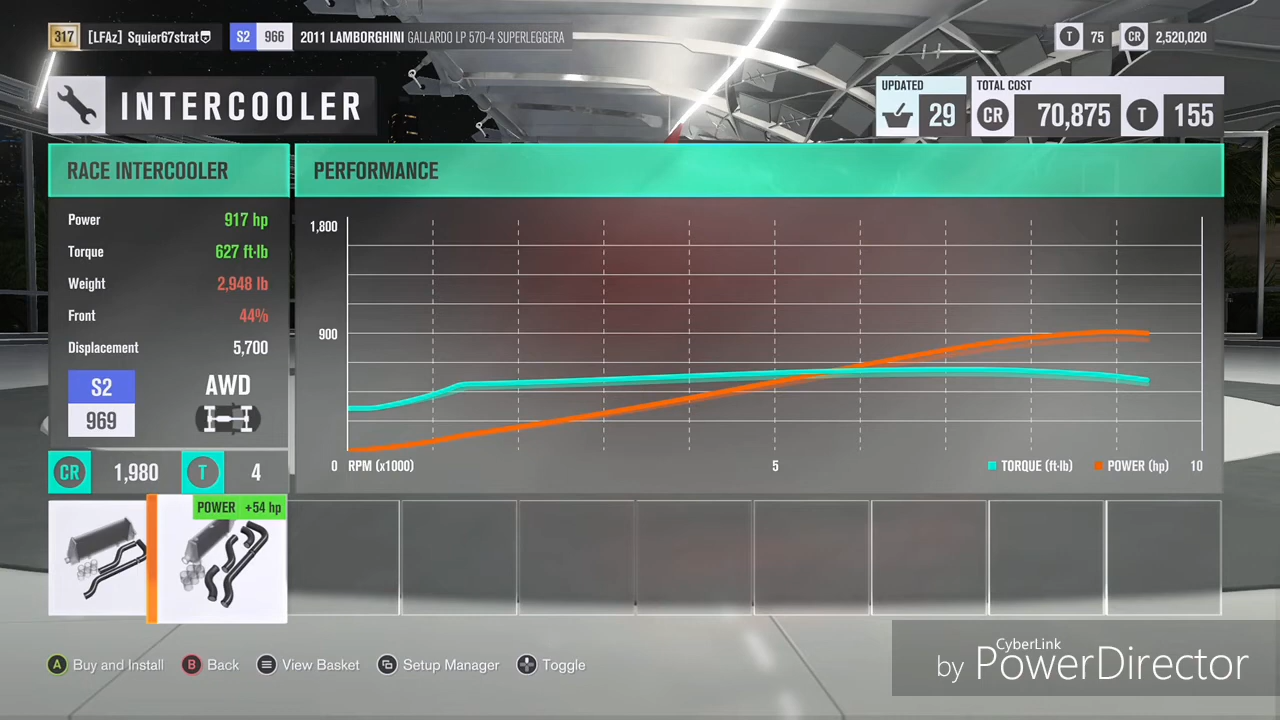 317 [LFAz] Squier67strat S2 966 2011 LAMBORGHINI GALLARDO LP 570-4 SUPERLEGGERA T 75 CR 2,520,020
INTERCOOLER
UPDATED 29
TOTAL COST CR 70,875 T 155
RACE INTERCOOLER
Power 917 hp
Torque 627 ft·lb
Weight 2,948 lb
Front 44%
Displacement 5,700
S2 AWD
969
CR 1,980 T 4
PERFORMANCE
1,800
900
0 RPM (x1000) 5 TORQUE (ft·lb) POWER (hp) 10
POWER +54 hp
A Buy and Install B Back View Basket Setup Manager Toggle
CyberLink
by PowerDirector